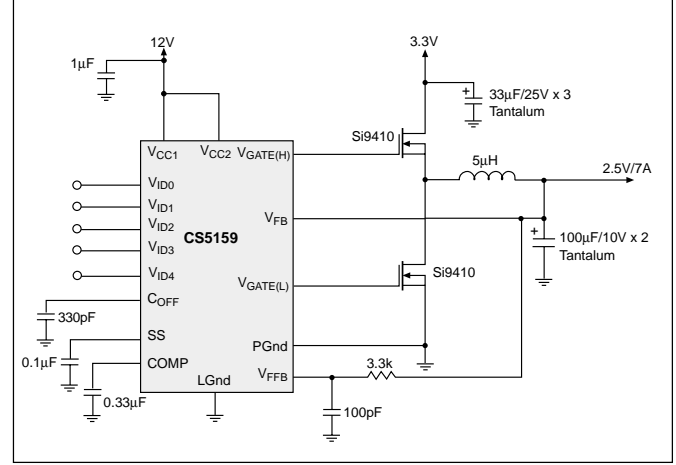 12V
3.3V
1μF
33μF/25V x 3
Tantalum
Si9410
5μH
2.5V/7A
VCC1
VCC2
VGATE(H)
VID0
VID1
VID2
VID3
VID4
VFB
CS5159
100μF/10V x 2
Tantalum
Si9410
VGATE(L)
COFF
330pF
SS
PGnd
0.1μF
COMP
3.3k
VFFB
LGnd
0.33μF
100pF